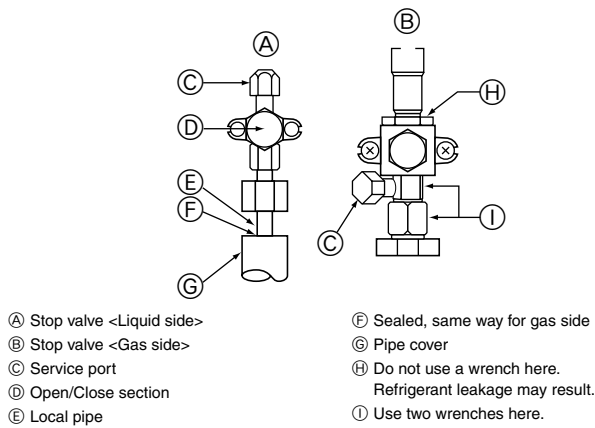 Ⓐ
Ⓑ
Ⓒ
Ⓗ
Ⓓ
Ⓔ
Ⓕ
Ⓒ
Ⓘ
Ⓖ
Ⓐ Stop valve <Liquid side>
Ⓑ Stop valve <Gas side>
Ⓒ Service port
Ⓓ Open/Close section
Ⓔ Local pipe
Ⓕ Sealed, same way for gas side
Ⓖ Pipe cover
Ⓗ Do not use a wrench here.
Refrigerant leakage may result.
Ⓘ Use two wrenches here.